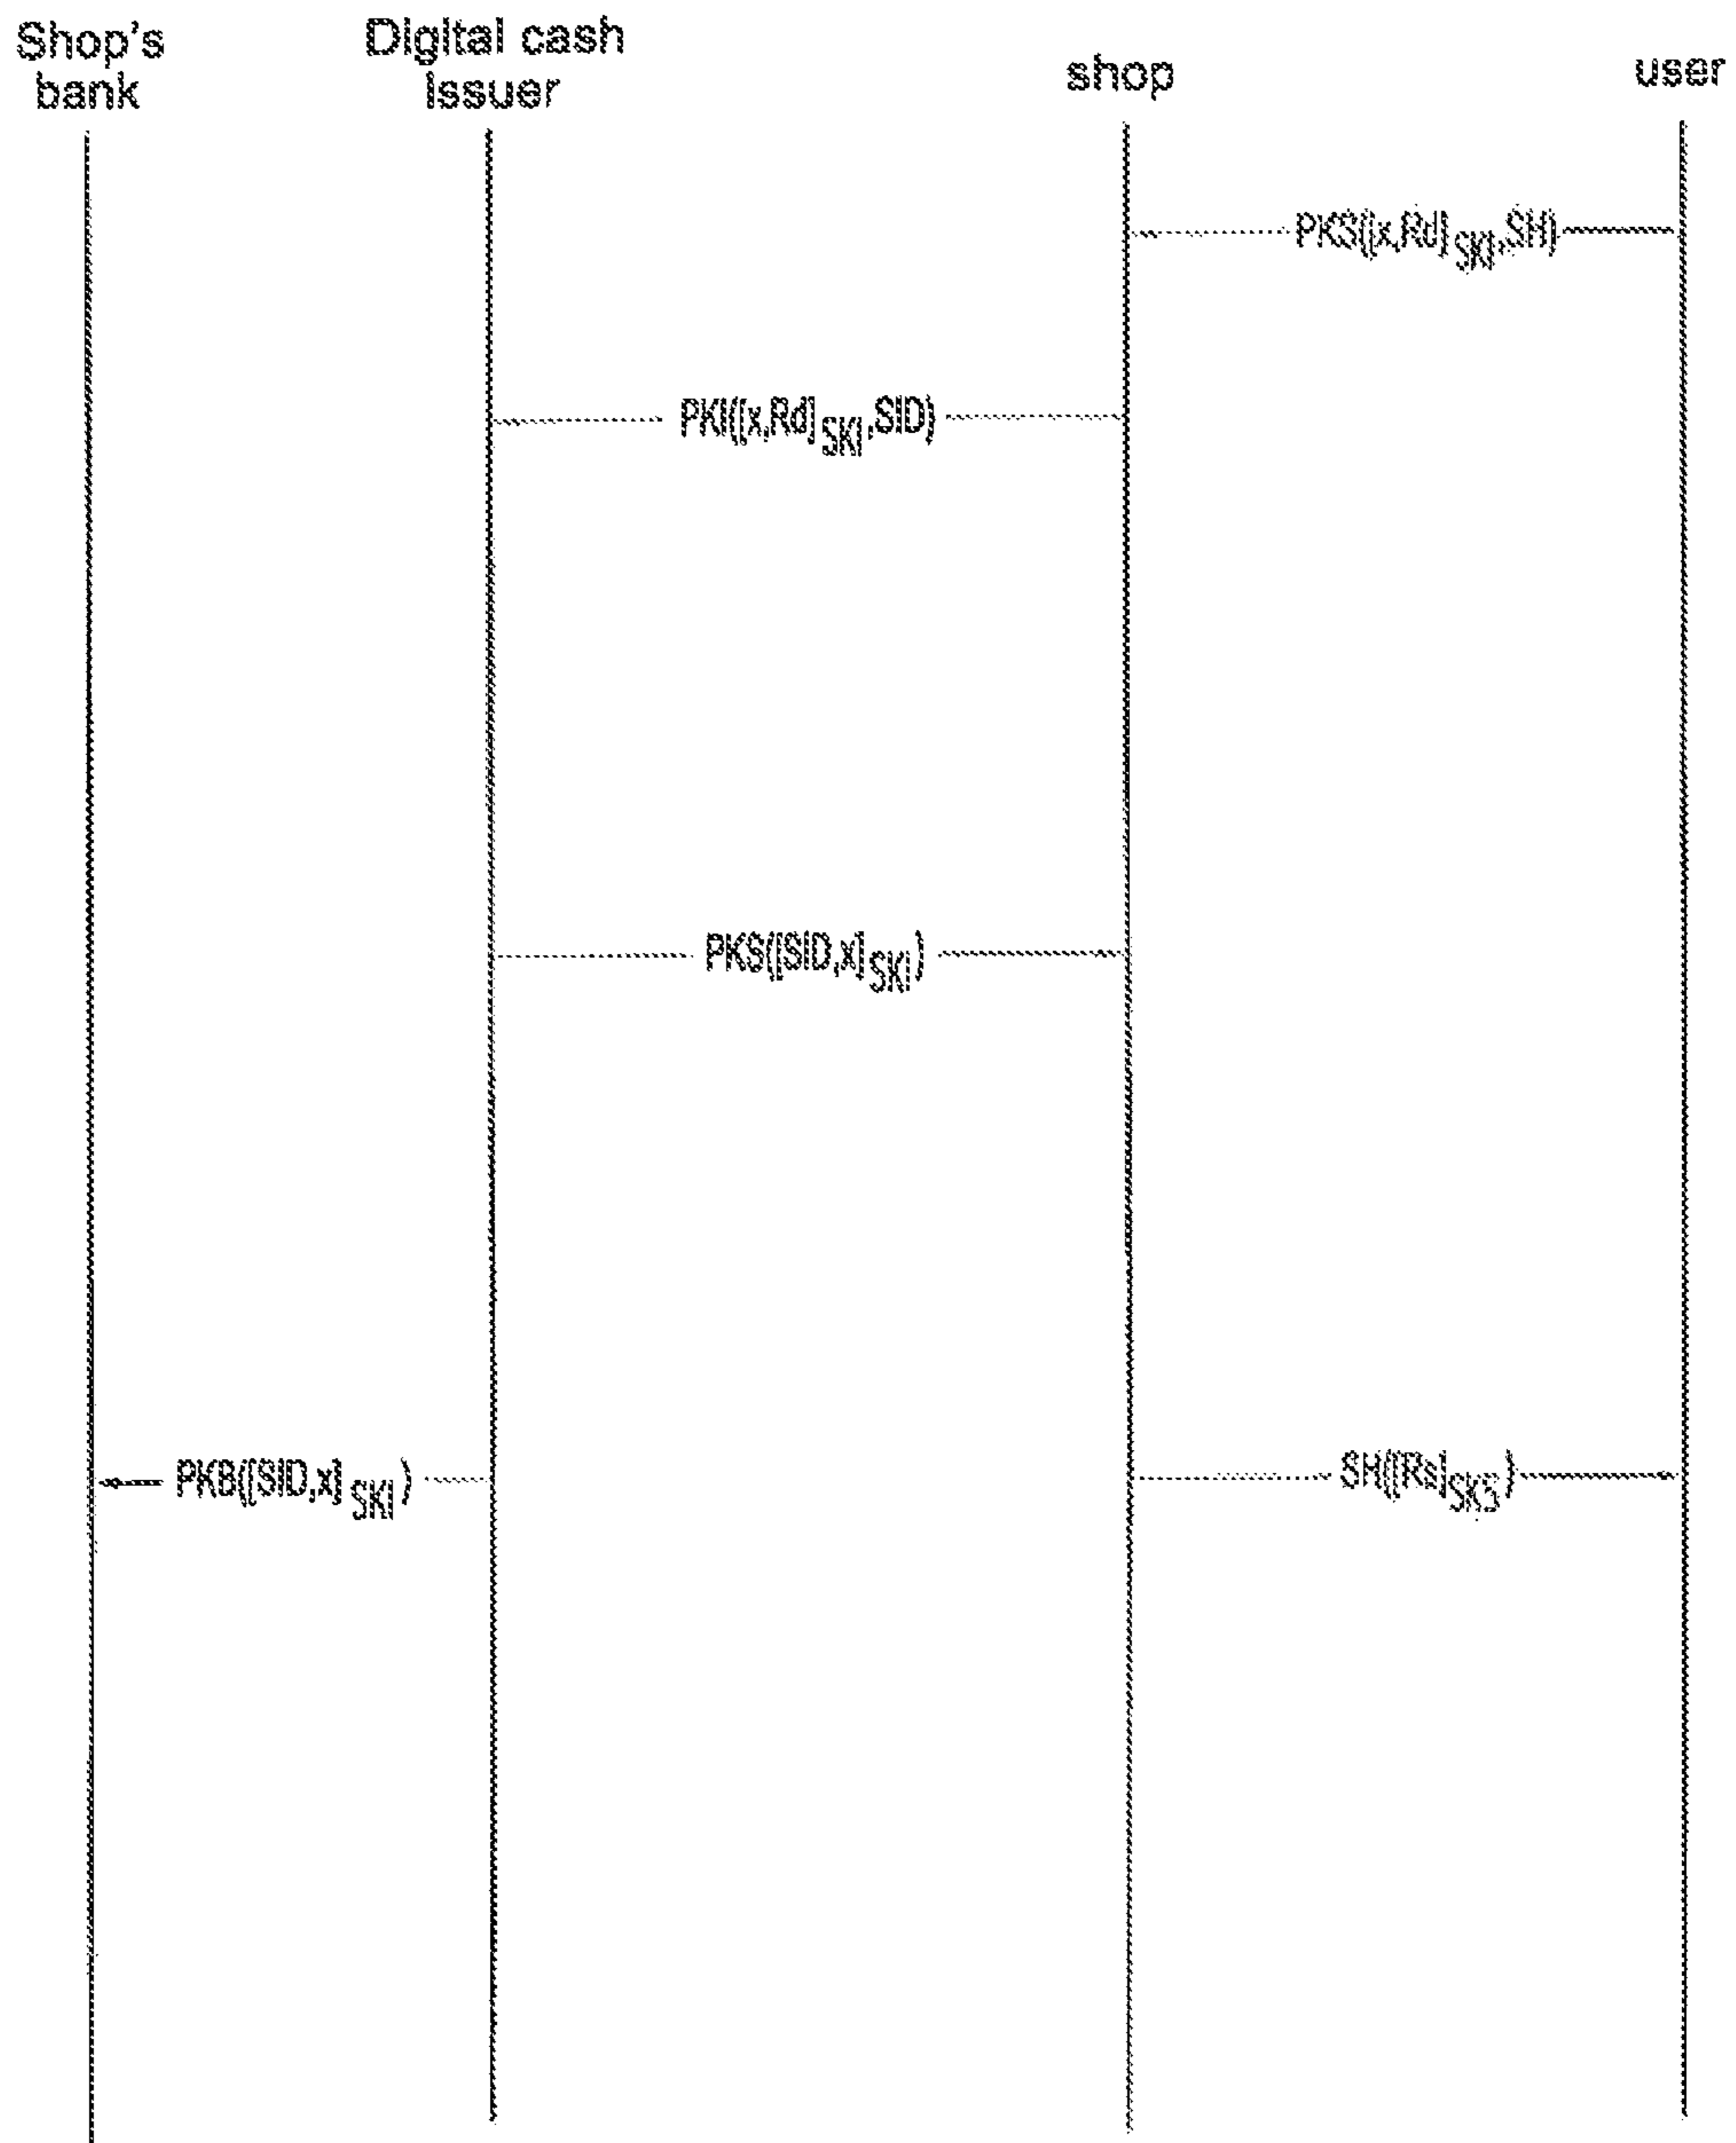 Shop's
bank
Digital cash
issuer
shop
user
PKS([x,Rd]SKI,SH)
PKI([x,Rd]SKI,SID)
PKS([SID,x]SKI)
PKB([SID,x]SKI)
SH([Rs]SKS)